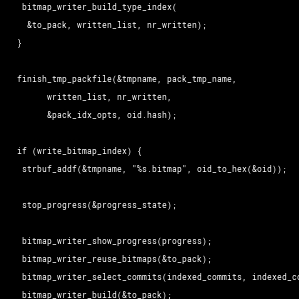 bitmap_writer_build_type_index(
&to_pack, written_list, nr_written);
}
finish_tmp_packfile(&tmpname, pack_tmp_name,
written_list, nr_written,
&pack_idx_opts, oid.hash);
if (write_bitmap_index) {
strbuf_addf(&tmpname, "%s.bitmap", oid_to_hex(&oid));
stop_progress(&progress_state);
bitmap_writer_show_progress(progress);
bitmap_writer_reuse_bitmaps(&to_pack);
bitmap_writer_select_commits(indexed_commits, indexed_co
bitmap_writer_build(&to_pack);